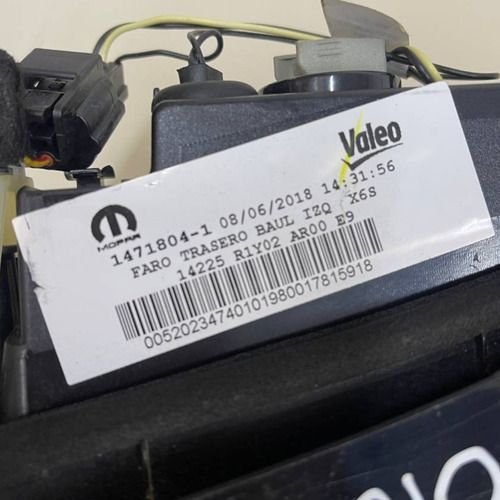 Valeo
MOPAR
1471804-1 08/06/2018 14:31:56
FARO TRASERO BAUL IZQ X6S
14225 R1Y02 AR00 E9
00520234740101980017815918